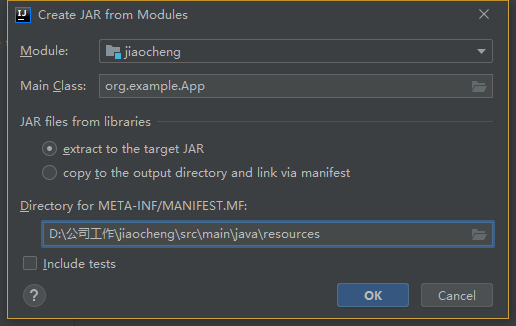 Create JAR from Modules
Module: jiaocheng
Main Class: org.example.App
JAR files from libraries
extract to the target JAR
copy to the output directory and link via manifest
Directory for META-INF/MANIFEST.MF:
D:\公司工作\jiaocheng\src\main\java\resources
Include tests
? OK Cancel